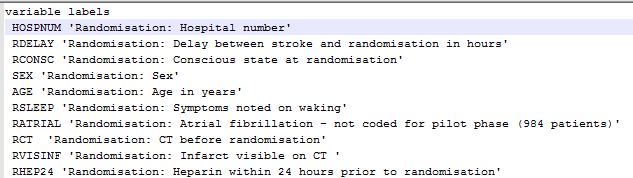 variable labels
HOSPNUM 'Randomisation: Hospital number'
RDELAY 'Randomisation: Delay between stroke and randomisation in hours'
RCONSC 'Randomisation: Conscious state at randomisation'
SEX 'Randomisation: Sex'
AGE 'Randomisation: Age in years'
RSLEEP 'Randomisation: Symptoms noted on waking'
RATRIAL 'Randomisation: Atrial fibrillation - not coded for pilot phase (984 patients)'
RCT  'Randomisation: CT before randomisation'
RVISINF 'Randomisation: Infarct visible on CT '
RHEP24 'Randomisation: Heparin within 24 hours prior to randomisation'